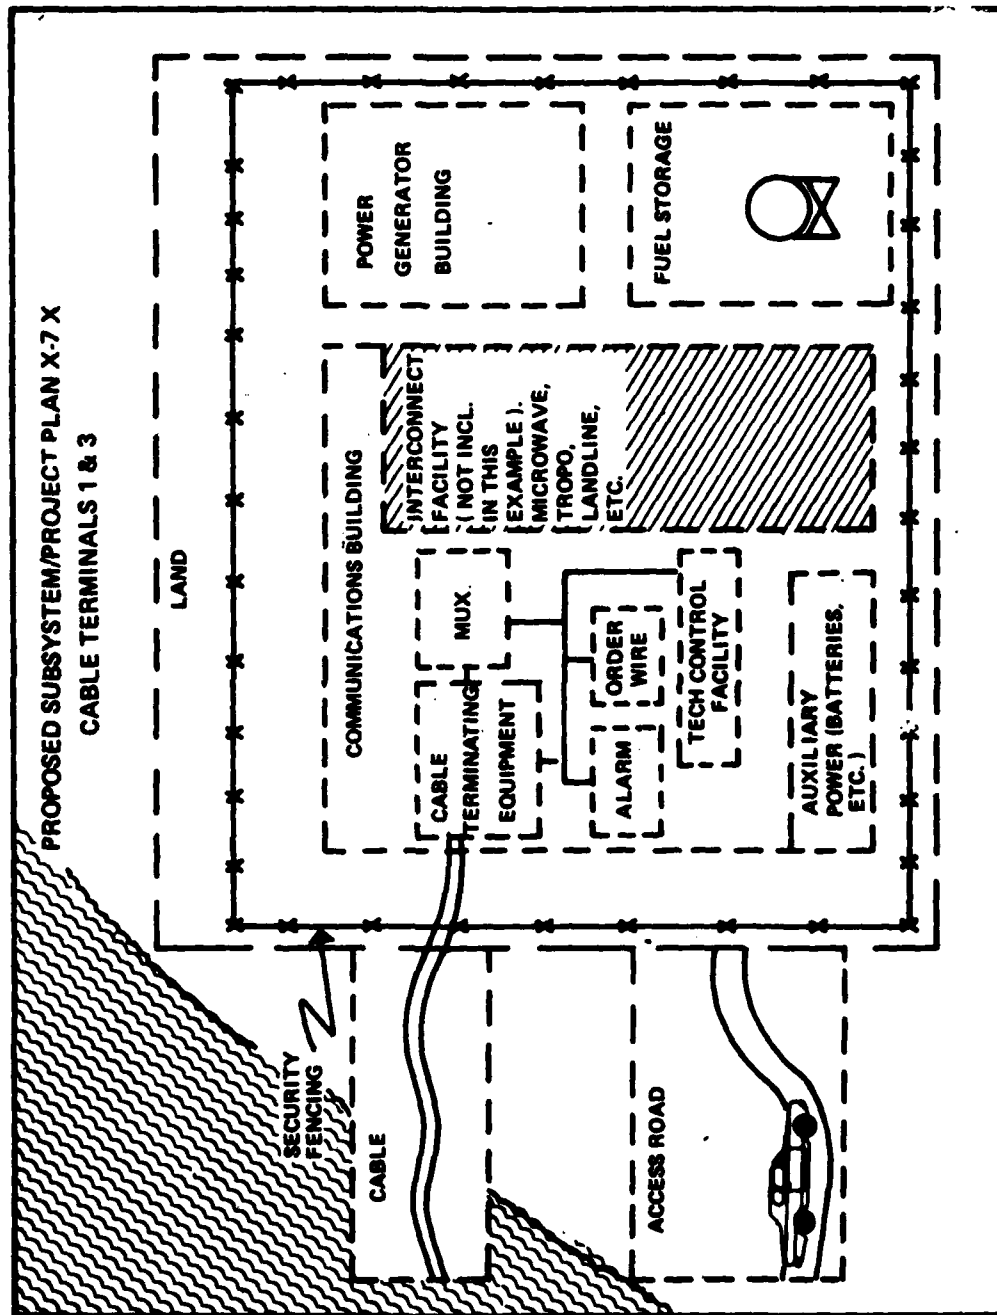 PROPOSED SUBSYSTEM/PROJECT PLAN X-7 X
CABLE TERMINALS 1 & 3
LAND
SECURITY
FENCING
CABLE
ACCESS ROAD
COMMUNICATIONS BUILDING
CABLE
TERMINATING
EQUIPMENT
MUX.
ALARM
ORDER
WIRE
TECH CONTROL
FACILITY
AUXILIARY
POWER (BATTERIES,
ETC.)
INTERCONNECT
FACILITY
(NOT INCL.
IN THIS
EXAMPLE).
MICROWAVE,
TROPO,
LANDLINE,
ETC.
POWER
GENERATOR
BUILDING
FUEL STORAGE